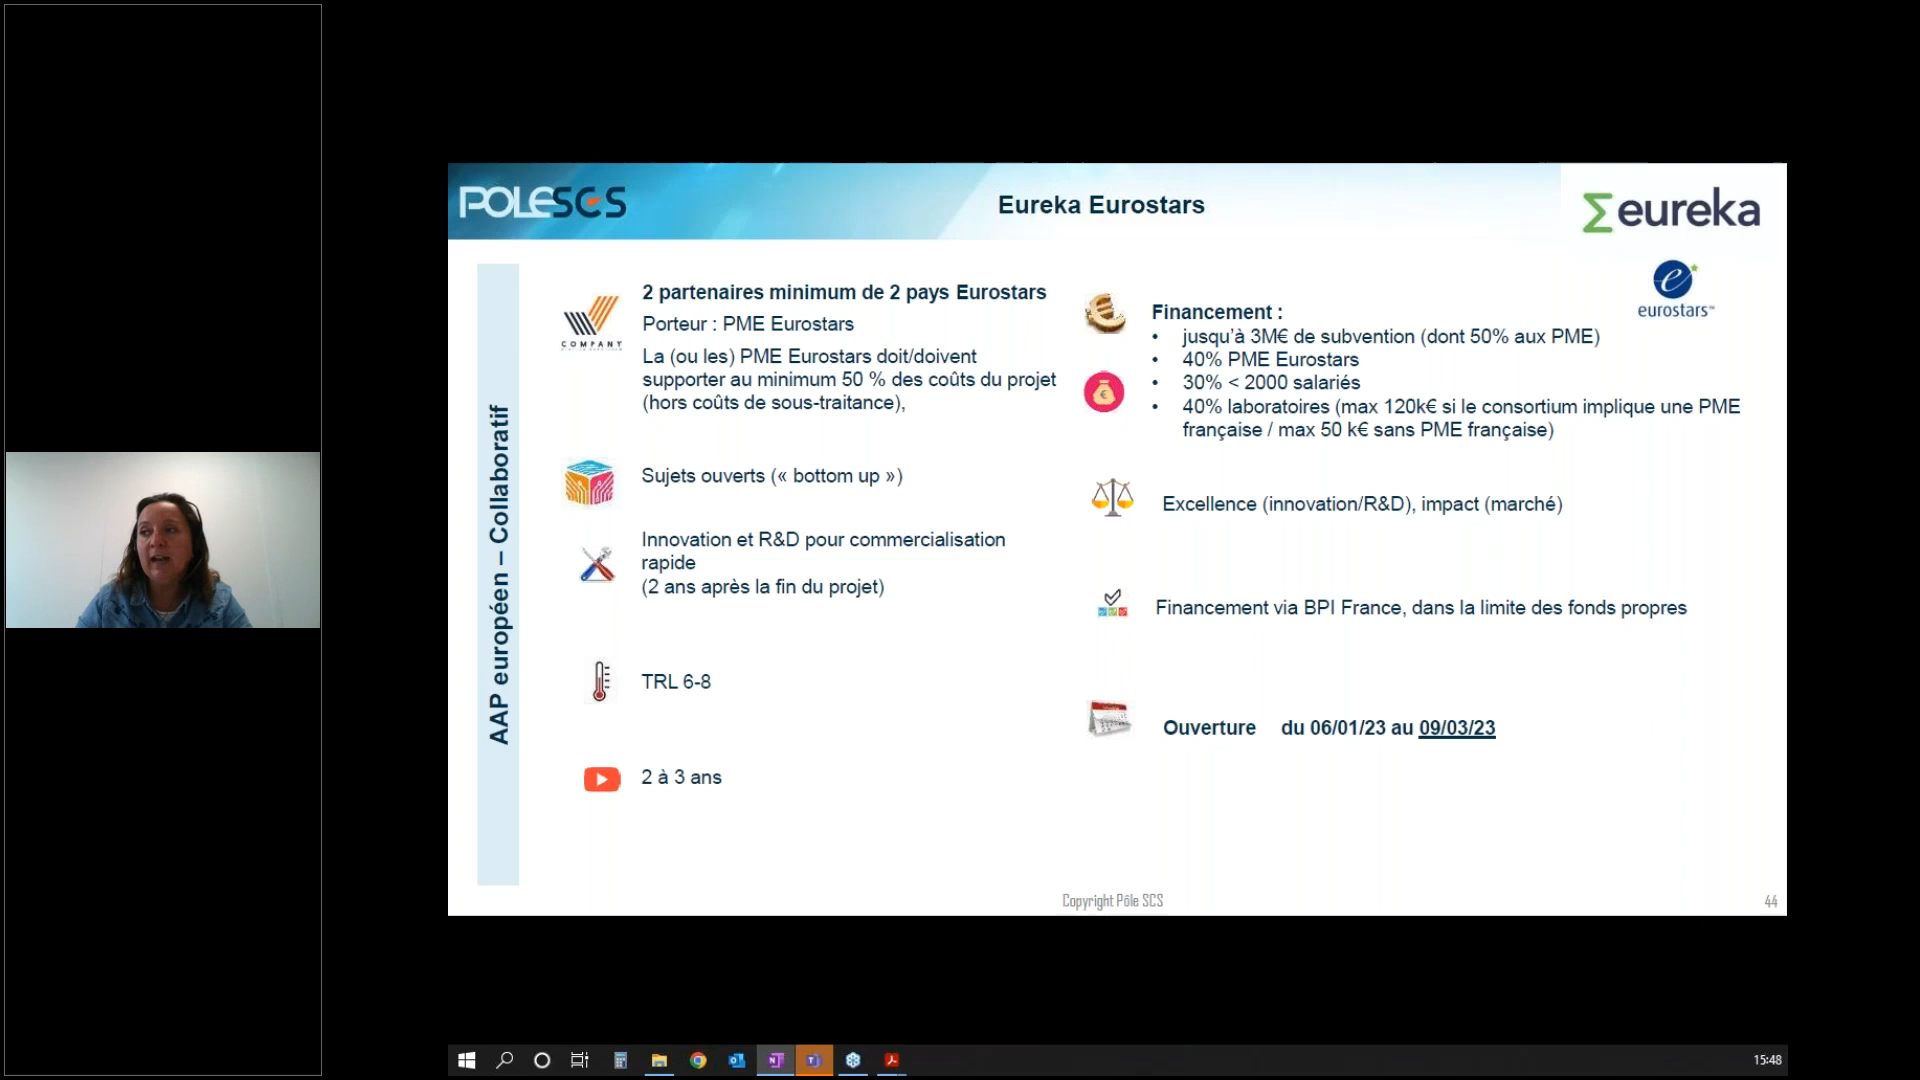 POLESCS
Eureka Eurostars
eureka
eurostars™
AAP européen – Collaboratif
COMPANY
2 partenaires minimum de 2 pays Eurostars
Porteur : PME Eurostars
La (ou les) PME Eurostars doit/doivent
supporter au minimum 50 % des coûts du projet
(hors coûts de sous-traitance),
Sujets ouverts (« bottom up »)
Innovation et R&D pour commercialisation
rapide
(2 ans après la fin du projet)
TRL 6-8
2 à 3 ans
Financement :
• jusqu'à 3M€ de subvention (dont 50% aux PME)
• 40% PME Eurostars
• 30% < 2000 salariés
• 40% laboratoires (max 120k€ si le consortium implique une PME
française / max 50 k€ sans PME française)
Excellence (innovation/R&D), impact (marché)
Financement via BPI France, dans la limite des fonds propres
Ouverture du 06/01/23 au 09/03/23
Copyright Pôle SCS
44
15:48